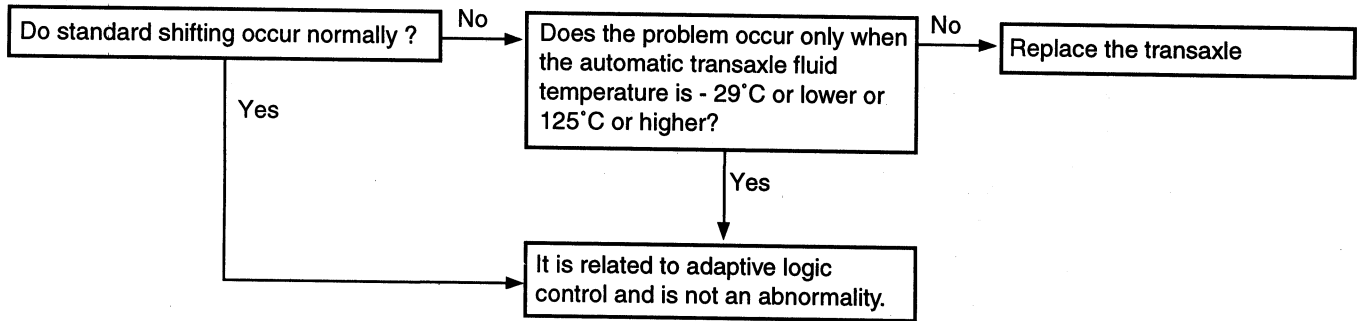 Do standard shifting occur normally ?
No
Does the problem occur only when
the automatic transaxle fluid
temperature is - 29°C or lower or
125°C or higher?
No
Replace the transaxle
Yes
Yes
It is related to adaptive logic
control and is not an abnormality.